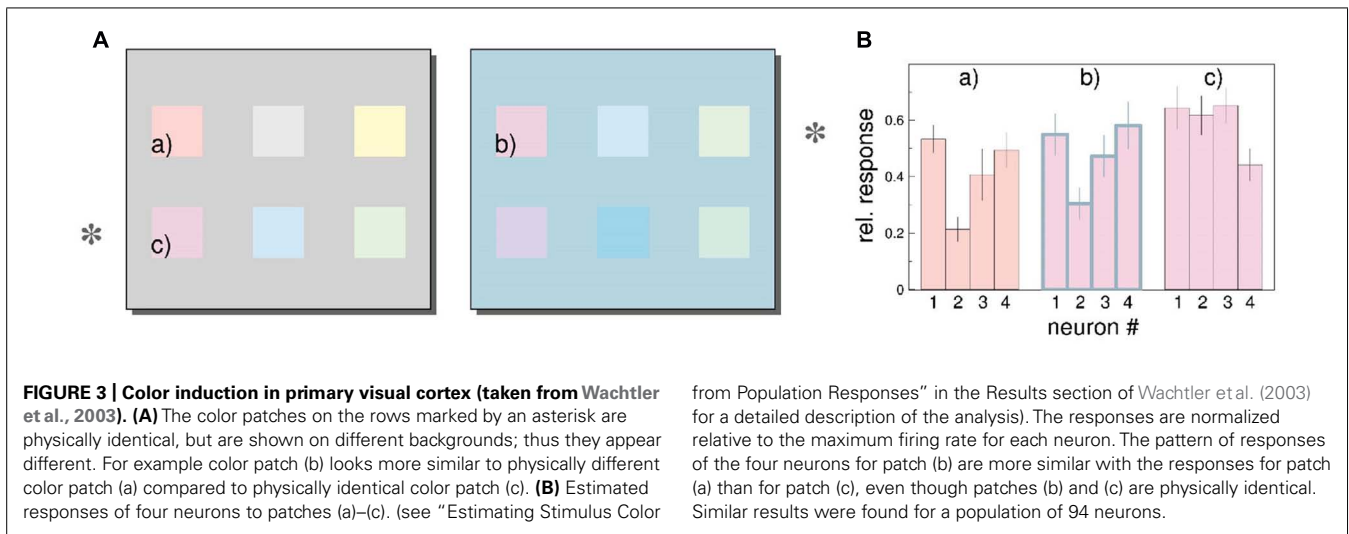 A
B
a)
b)
c)
*
*
a)
b)
c)
rel. response
0.6
0.4
0.2
0
1 2 3 4
1 2 3 4
1 2 3 4
neuron #
FIGURE 3 | Color induction in primary visual cortex (taken from Wachtler
et al., 2003). (A) The color patches on the rows marked by an asterisk are
physically identical, but are shown on different backgrounds; thus they appear
different. For example color patch (b) looks more similar to physically different
color patch (a) compared to physically identical color patch (c). (B) Estimated
responses of four neurons to patches (a)–(c). (see “Estimating Stimulus Color
from Population Responses” in the Results section of Wachtler et al. (2003)
for a detailed description of the analysis). The responses are normalized
relative to the maximum firing rate for each neuron. The pattern of responses
of the four neurons for patch (b) are more similar with the responses for patch
(a) than for patch (c), even though patches (b) and (c) are physically identical.
Similar results were found for a population of 94 neurons.